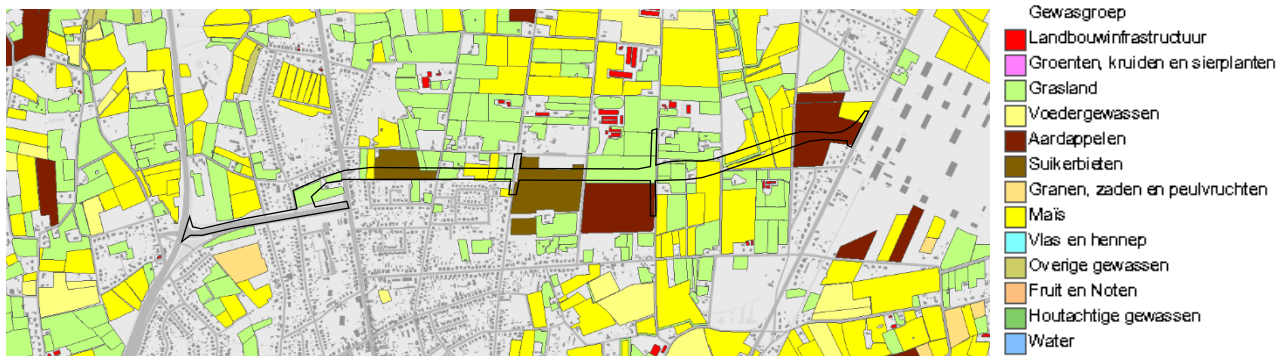 Gewasgroep
Landbouwinfrastructuur
Groenten, kruiden en sierplanten
Grasland
Voedergewassen
Aardappelen
Suikerbieten
Granen, zaden en peulvruchten
Maïs
Vlas en hennep
Overige gewassen
Fruit en Noten
Houtachtige gewassen
Water